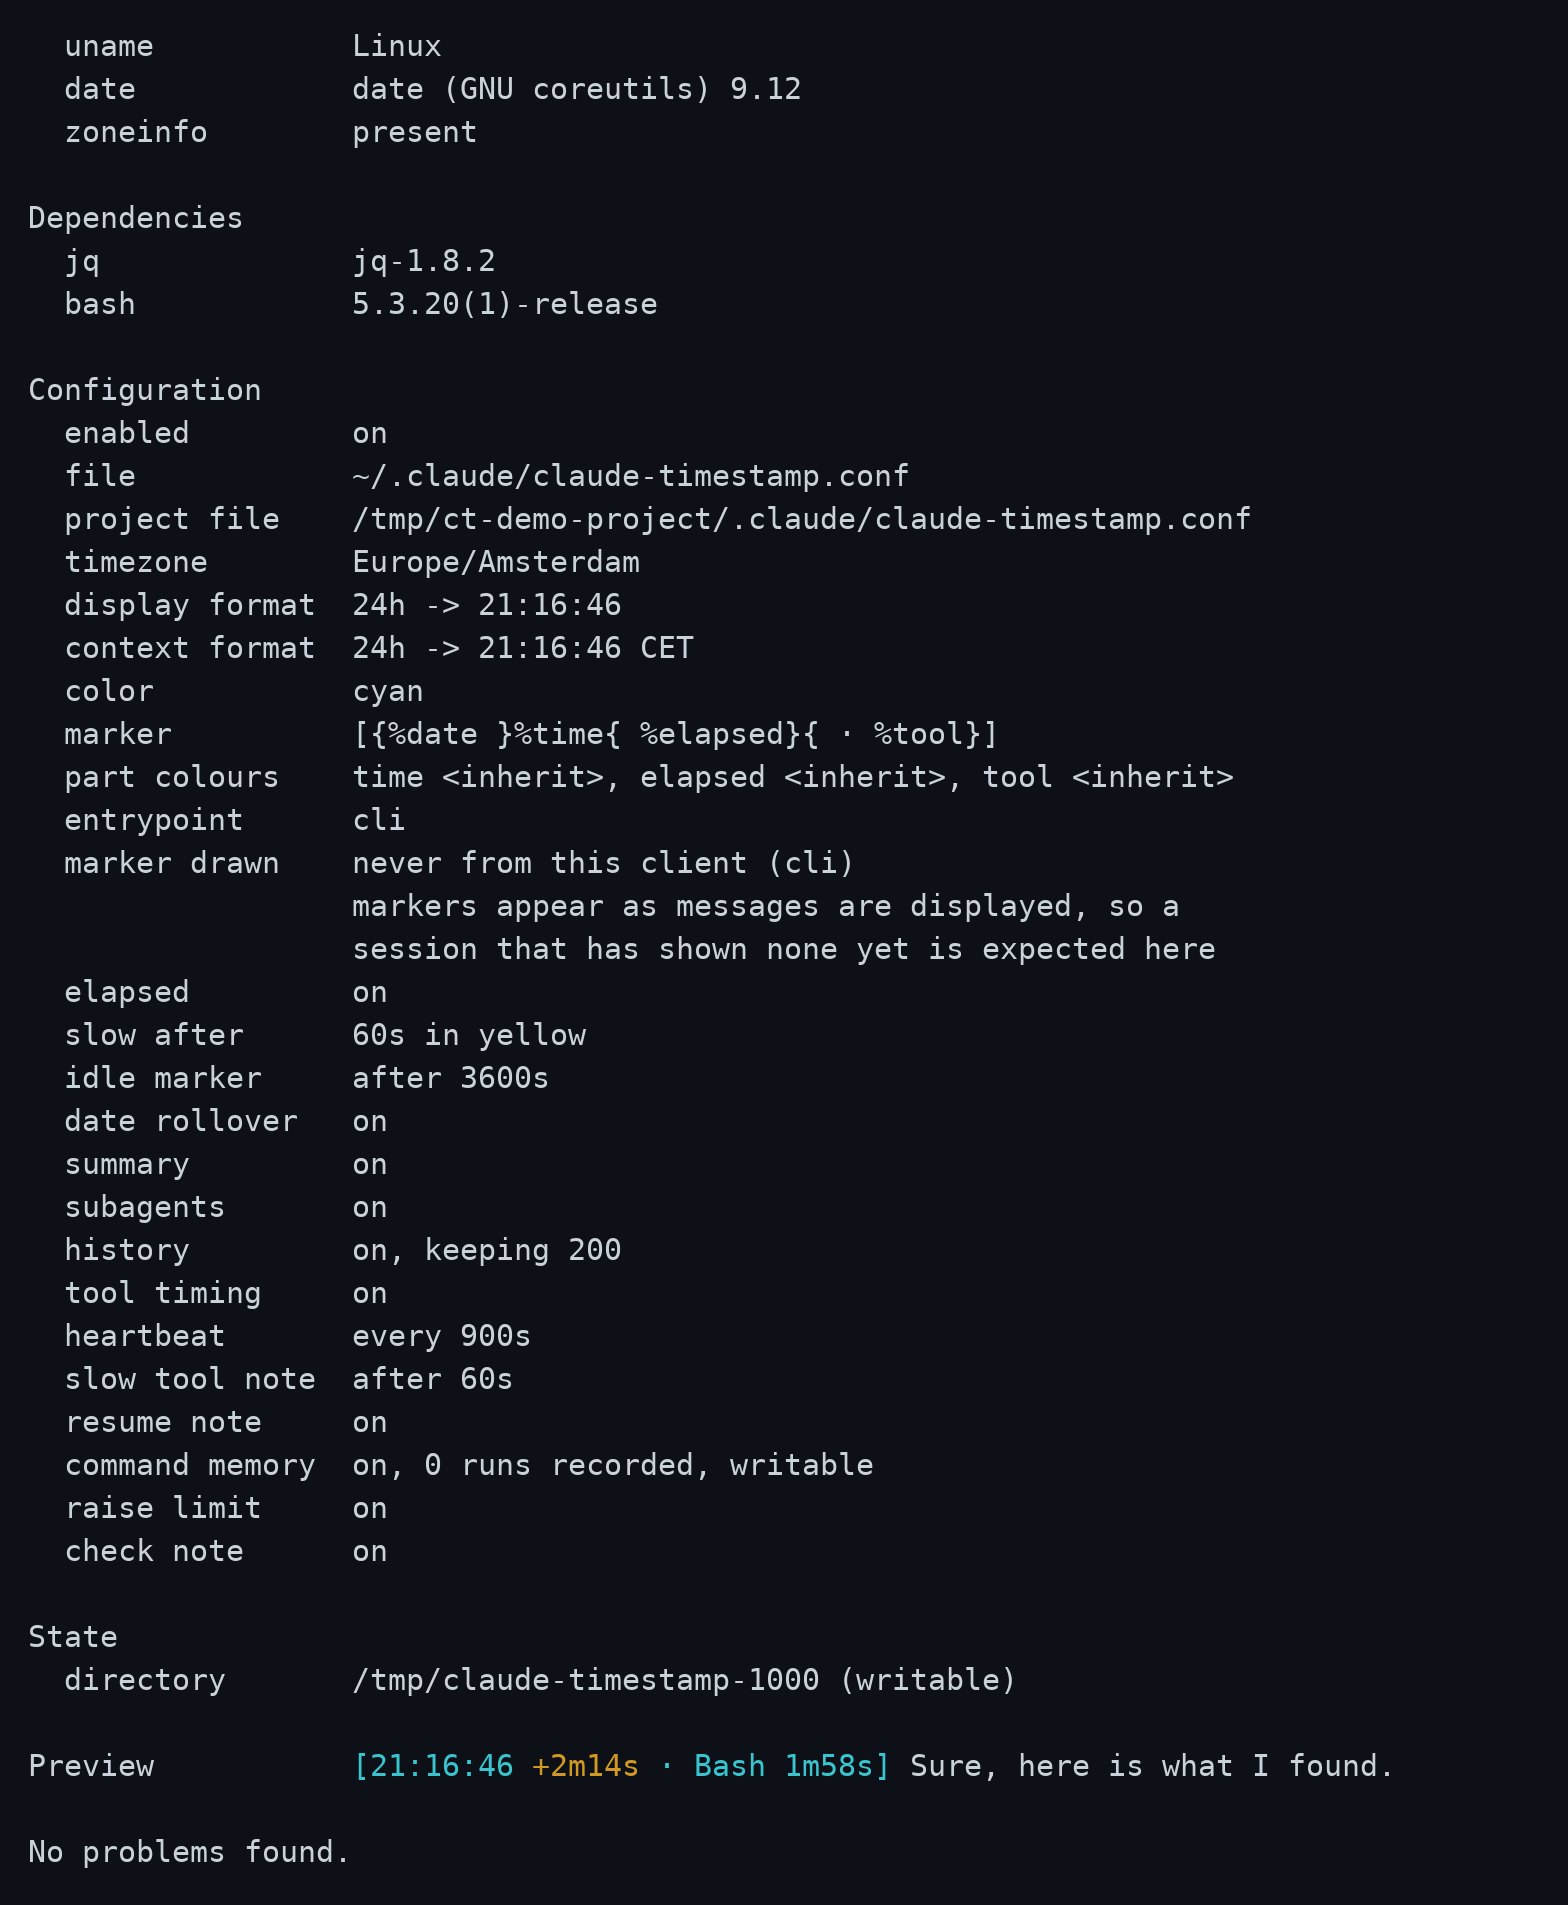 uname           Linux
date            date (GNU coreutils) 9.12
zoneinfo        present

Dependencies
  jq              jq-1.8.2
  bash            5.3.20(1)-release

Configuration
  enabled         on
  file            ~/.claude/claude-timestamp.conf
  project file    /tmp/ct-demo-project/.claude/claude-timestamp.conf
  timezone        Europe/Amsterdam
  display format  24h -> 21:16:46
  context format  24h -> 21:16:46 CET
  color           cyan
  marker          [{%date }%time{ %elapsed}{ · %tool}]
  part colours    time <inherit>, elapsed <inherit>, tool <inherit>
  entrypoint      cli
  marker drawn    never from this client (cli)
                  markers appear as messages are displayed, so a
                  session that has shown none yet is expected here
  elapsed         on
  slow after      60s in yellow
  idle marker     after 3600s
  date rollover   on
  summary         on
  subagents       on
  history         on, keeping 200
  tool timing     on
  heartbeat       every 900s
  slow tool note  after 60s
  resume note     on
  command memory  on, 0 runs recorded, writable
  raise limit     on
  check note      on

State
  directory       /tmp/claude-timestamp-1000 (writable)

Preview           [21:16:46 +2m14s · Bash 1m58s] Sure, here is what I found.

No problems found.